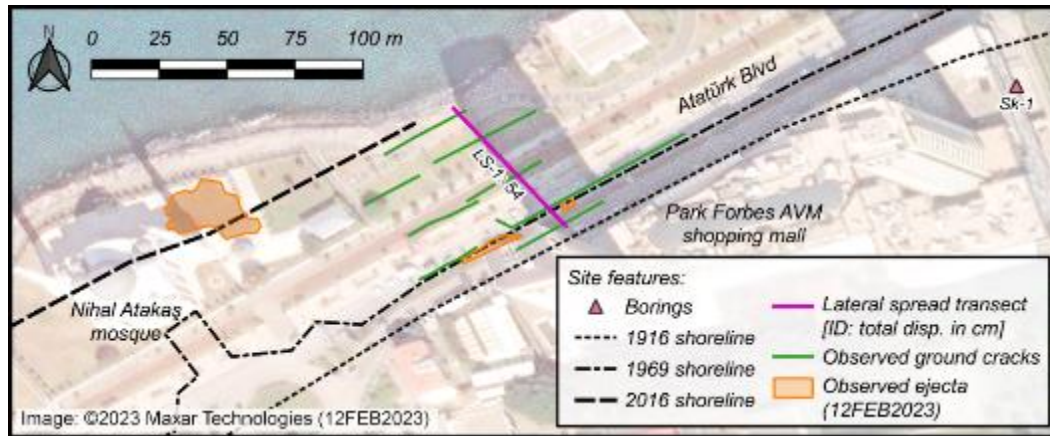 N
0 25 50 75 100 m
Atatürk Blvd
Sk-1
LS-1: 54
Park Forbes AVM
shopping mall
Nihal Atakaş
mosque
Site features:
Borings
1916 shoreline
1969 shoreline
2016 shoreline
Lateral spread transect
[ID: total disp. in cm]
Observed ground cracks
Observed ejecta
(12FEB2023)
Image: ©2023 Maxar Technologies (12FEB2023)